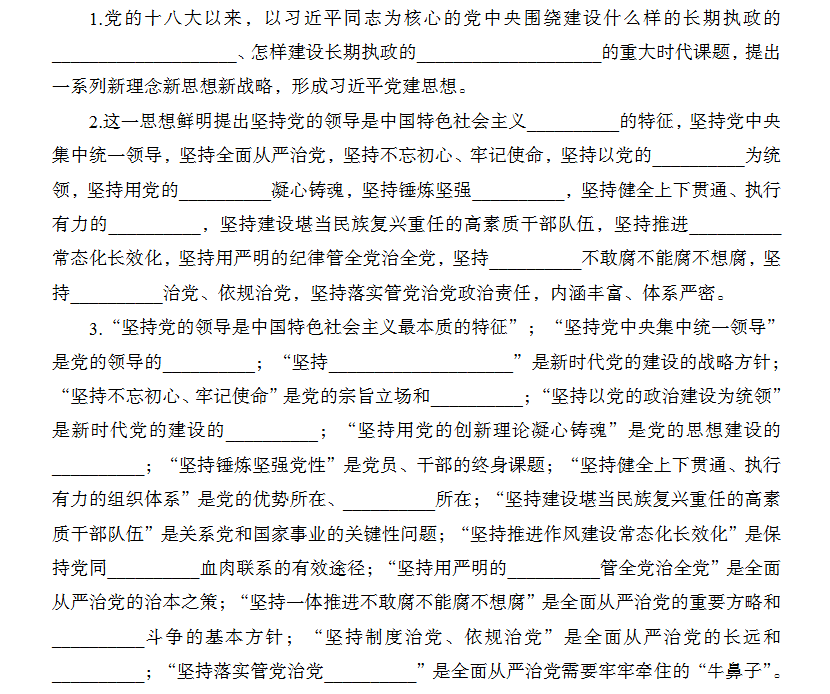 1.党的十八大以来，以习近平同志为核心的党中央围绕建设什么样的长期执政的
____________________、怎样建设长期执政的____________________的重大时代课题，提出
一系列新理念新思想新战略，形成习近平党建思想。
2.这一思想鲜明提出坚持党的领导是中国特色社会主义__________的特征，坚持党中央
集中统一领导，坚持全面从严治党，坚持不忘初心、牢记使命，坚持以党的__________为统
领，坚持用党的__________凝心铸魂，坚持锤炼坚强__________，坚持健全上下贯通、执行
有力的__________，坚持建设堪当民族复兴重任的高素质干部队伍，坚持推进__________
常态化长效化，坚持用严明的纪律管全党治全党，坚持__________不敢腐不能腐不想腐，坚
持__________治党、依规治党，坚持落实管党治党政治责任，内涵丰富、体系严密。
3.“坚持党的领导是中国特色社会主义最本质的特征”；“坚持党中央集中统一领导”
是党的领导的__________；“坚持____________________”是新时代党的建设的战略方针；
“坚持不忘初心、牢记使命”是党的宗旨立场和__________；“坚持以党的政治建设为统领”
是新时代党的建设的__________；“坚持用党的创新理论凝心铸魂”是党的思想建设的
__________；“坚持锤炼坚强党性”是党员、干部的终身课题；“坚持健全上下贯通、执行
有力的组织体系”是党的优势所在、__________所在；“坚持建设堪当民族复兴重任的高素
质干部队伍”是关系党和国家事业的关键性问题；“坚持推进作风建设常态化长效化”是保
持党同__________血肉联系的有效途径；“坚持用严明的__________管全党治全党”是全面
从严治党的治本之策；“坚持一体推进不敢腐不能腐不想腐”是全面从严治党的重要方略和
__________斗争的基本方针；“坚持制度治党、依规治党”是全面从严治党的长远和
__________；“坚持落实管党治党__________”是全面从严治党需要牢牢牵住的“牛鼻子”。